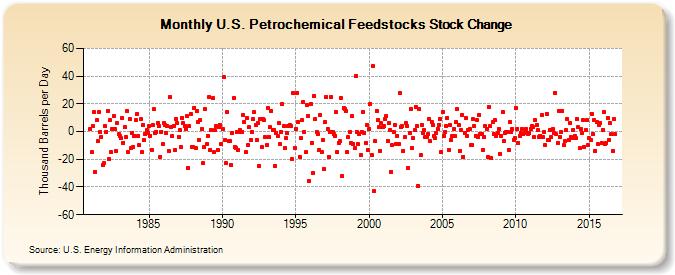 Monthly U.S. Petrochemical Feedstocks Stock Change
Thousand Barrels per Day
60
40
20
0
-20
-40
-60
1985 1990 1995 2000 2005 2010 2015
Source: U.S. Energy Information Administration